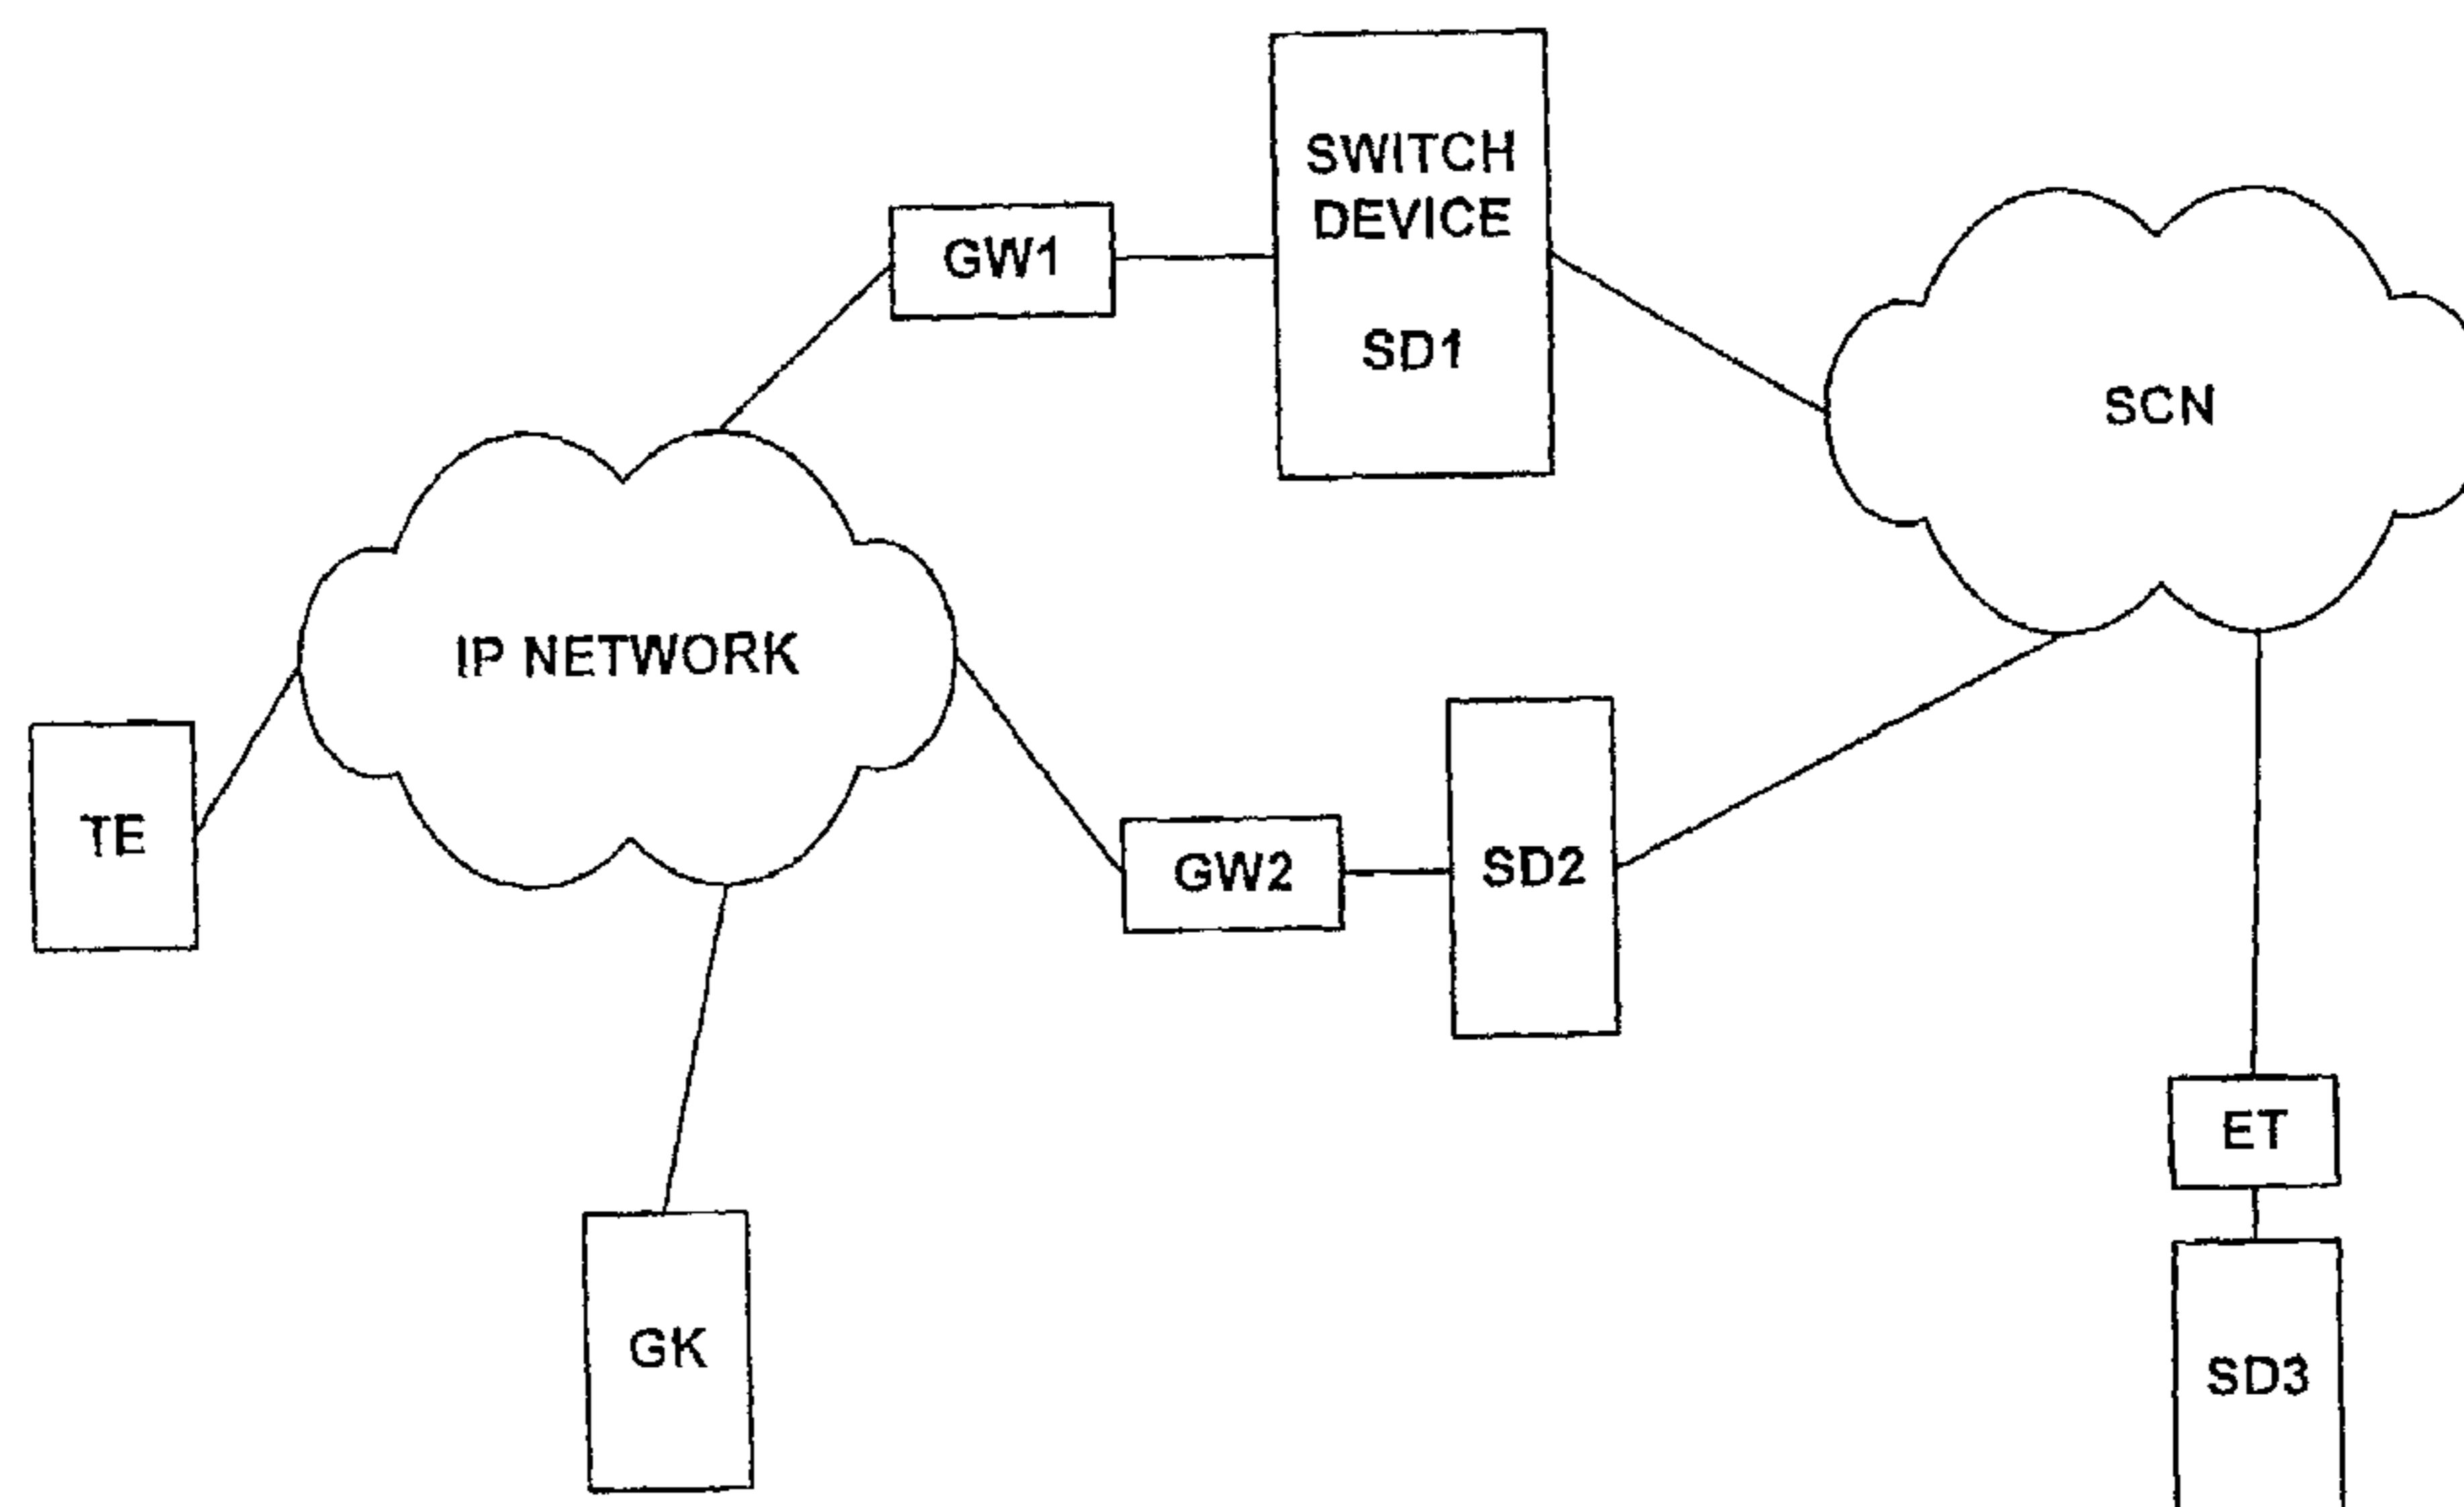 SWITCH
DEVICE
SD1
GW1
SCN
IP NETWORK
TE
GW2
SD2
ET
GK
SD3